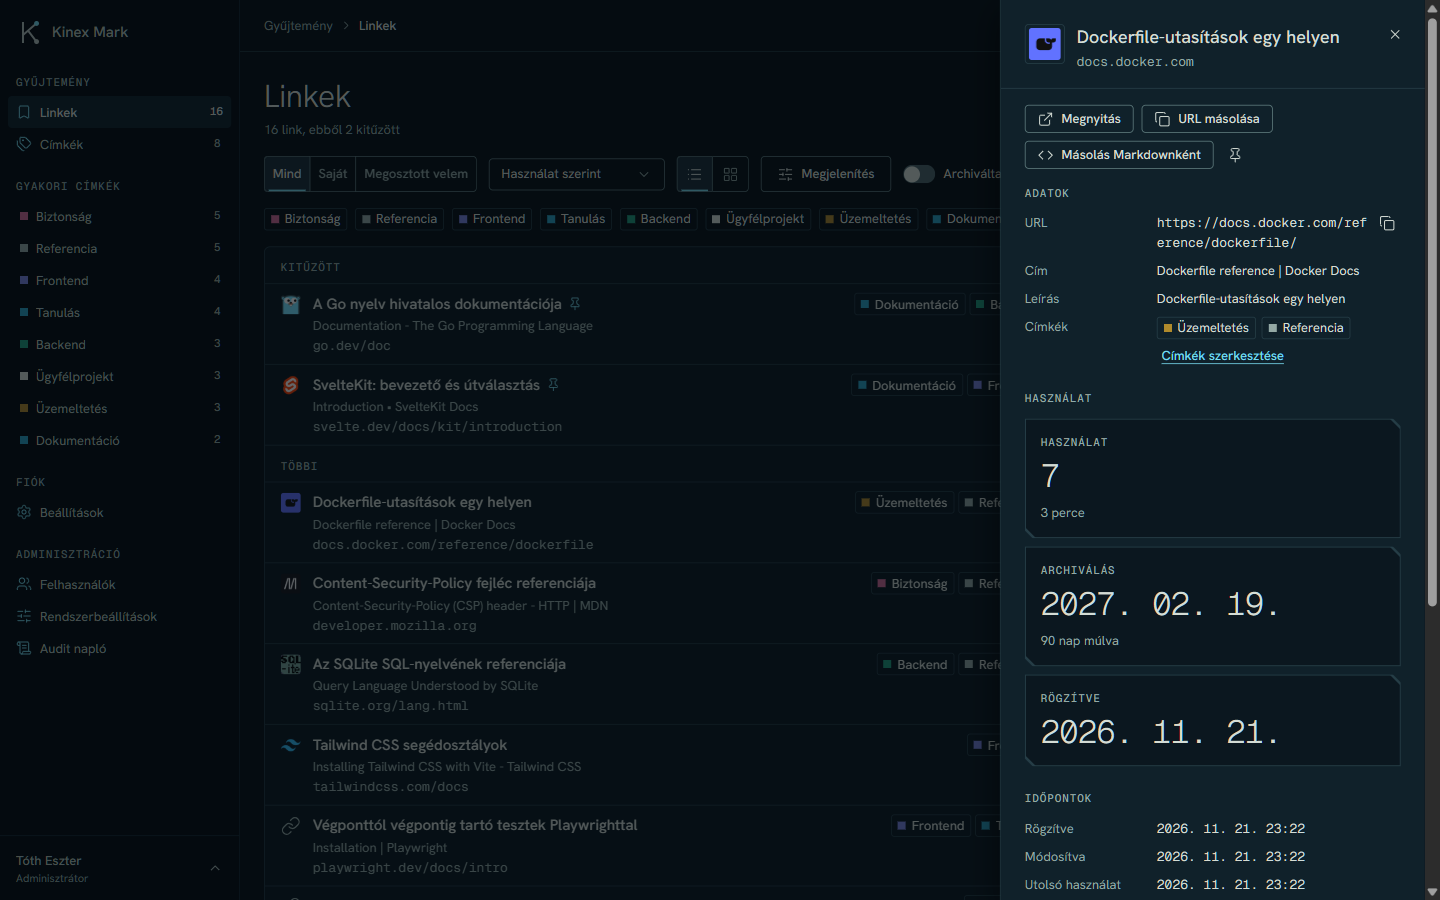 Kinex Mark
GYŰJTEMÉNY
Linkek 16
Címkék 8
GYAKORI CÍMKÉK
Biztonság 5
Referencia 5
Frontend 4
Tanulás 4
Backend 3
Ügyfélprojekt 3
Üzemeltetés 3
Dokumentáció 2
FIÓK
Beállítások
ADMINISZTRÁCIÓ
Felhasználók
Rendszerbeállítások
Audit napló
Tóth Eszter
Adminisztrátor
Gyűjtemény > Linkek
Linkek
16 link, ebből 2 kitűzött
Mind Saját Megosztott velem Használat szerint Megjelenítés Archiválta
Biztonság Referencia Frontend Tanulás Backend Ügyfélprojekt Üzemeltetés Dokumen
KITŰZÖTT
A Go nyelv hivatalos dokumentációja Dokumentáció Ba
Documentation - The Go Programming Language
go.dev/doc
SvelteKit: bevezető és útválasztás Dokumentáció Fr
Introduction • SvelteKit Docs
svelte.dev/docs/kit/introduction
TÖBBI
Dockerfile-utasítások egy helyen Üzemeltetés Refe
Dockerfile reference | Docker Docs
docs.docker.com/reference/dockerfile
Content-Security-Policy fejléc referenciája Biztonság Refe
Content-Security-Policy (CSP) header - HTTP | MDN
developer.mozilla.org
Az SQLite SQL-nyelvének referenciája Backend Refe
Query Language Understood by SQLite
sqlite.org/lang.html
Tailwind CSS segédosztályok Fr
Installing Tailwind CSS with Vite - Tailwind CSS
tailwindcss.com/docs
Végponttól végpontig tartó tesztek Playwrighttal Frontend T
Installation | Playwright
playwright.dev/docs/intro
Dockerfile-utasítások egy helyen
docs.docker.com
Megnyitás URL másolása
Másolás Markdownként
ADATOK
URL https://docs.docker.com/ref
erence/dockerfile/
Cím Dockerfile reference | Docker Docs
Leírás Dockerfile-utasítások egy helyen
Címkék Üzemeltetés Referencia
Címkék szerkesztése
HASZNÁLAT
HASZNÁLAT
7
3 perce
ARCHIVÁLÁS
2027. 02. 19.
90 nap múlva
RÖGZÍTVE
2026. 11. 21.
IDŐPONTOK
Rögzítve 2026. 11. 21. 23:22
Módosítva 2026. 11. 21. 23:22
Utolsó használat 2026. 11. 21. 23:22